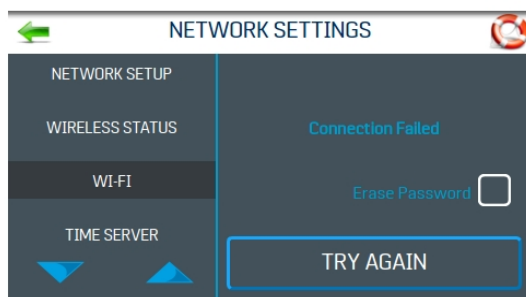 NETWORK SETTINGS
NETWORK SETUP
WIRELESS STATUS
WI-FI
TIME SERVER
Connection Failed
Erase Password
TRY AGAIN